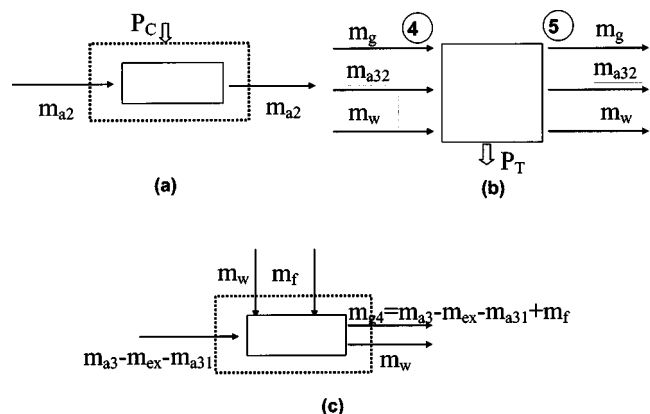 P_C
m_a2
m_a2
(a)
4
5
m_g
m_g
m_a32
m_a32
m_w
m_w
P_T
(b)
m_w
m_f
m_g4=m_a3-m_ex-m_a31+m_f
m_a3-m_ex-m_a31
m_w
(c)